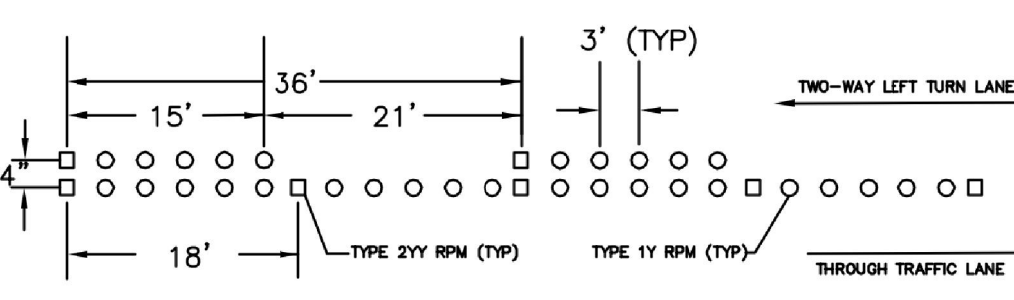 3' (TYP)
36'
TWO-WAY LEFT TURN LANE
15'
21'
4"
TYPE 2YY RPM (TYP)
TYPE 1Y RPM (TYP)
18'
THROUGH TRAFFIC LANE